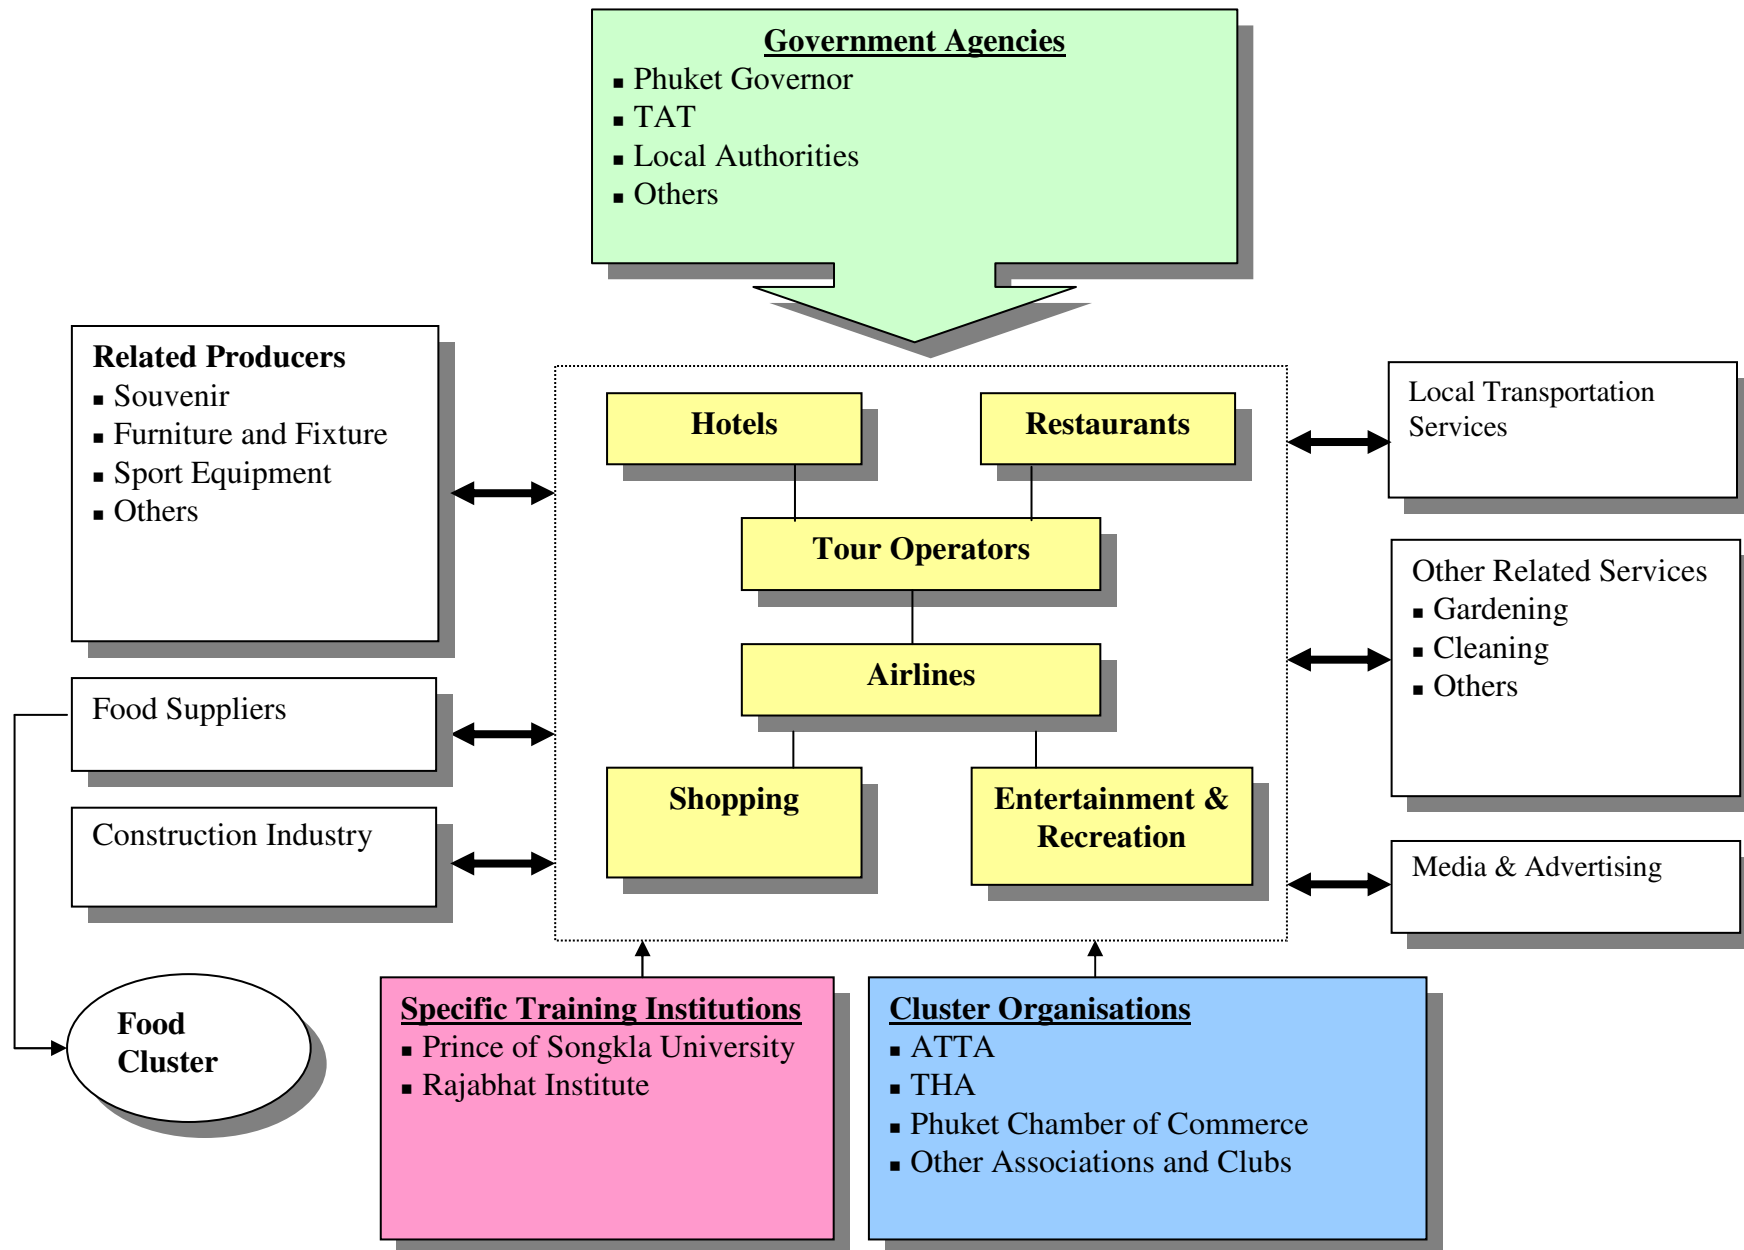 Government Agencies
▪ Phuket Governor
▪ TAT
▪ Local Authorities
▪ Others
Related Producers
▪ Souvenir
▪ Furniture and Fixture
▪ Sport Equipment
▪ Others
Hotels
Restaurants
Local Transportation
Services
Tour Operators
Other Related Services
▪ Gardening
▪ Cleaning
▪ Others
Airlines
Food Suppliers
Shopping
Entertainment &
Recreation
Construction Industry
Media & Advertising
Food
Cluster
Specific Training Institutions
▪ Prince of Songkla University
▪ Rajabhat Institute
Cluster Organisations
▪ ATTA
▪ THA
▪ Phuket Chamber of Commerce
▪ Other Associations and Clubs